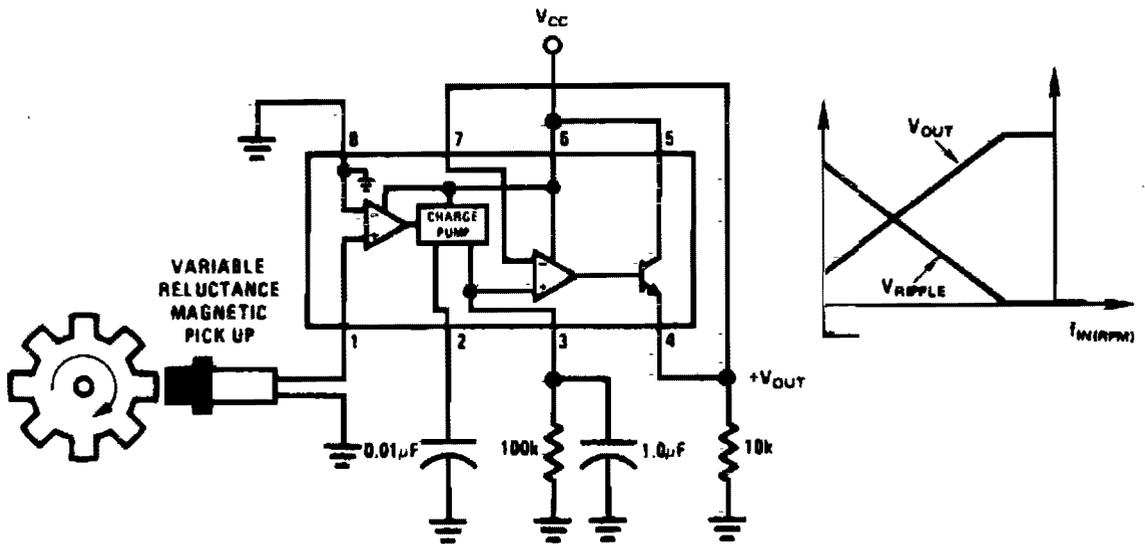 VCC
8
7
6
5
CHARGE
PUMP
VARIABLE
RELUCTANCE
MAGNETIC
PICK UP
1
2
3
4
+VOUT
0.01µF
100k
1.0µF
10k
VOUT
VRIPPLE
fIN(RPM)